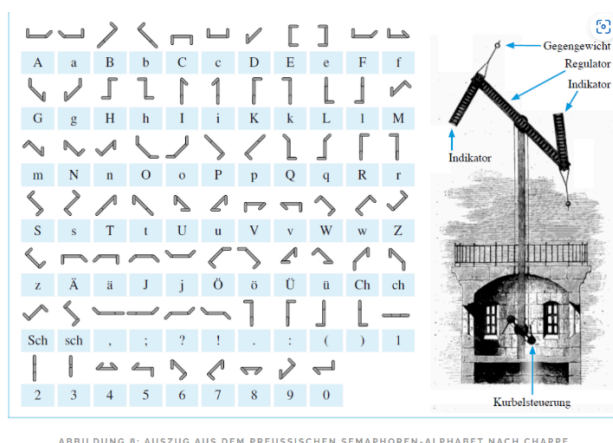 A a B b C c D E e F f
G g H h I i K k L l M
m N n O o P p Q q R r
S s T t U u V v W w Z
z Ä ä J j Ö ö Ü ü Ch ch
Sch sch , ; ? ! . : ( ) 1
2 3 4 5 6 7 8 9 0
Gegengewicht
Regulator
Indikator
Indikator
Kurbelsteuerung
ABBILDUNG 8: AUSZUG AUS DEM PREUSSISCHEN SEMAPHOREN-ALPHABET NACH CHAPPE